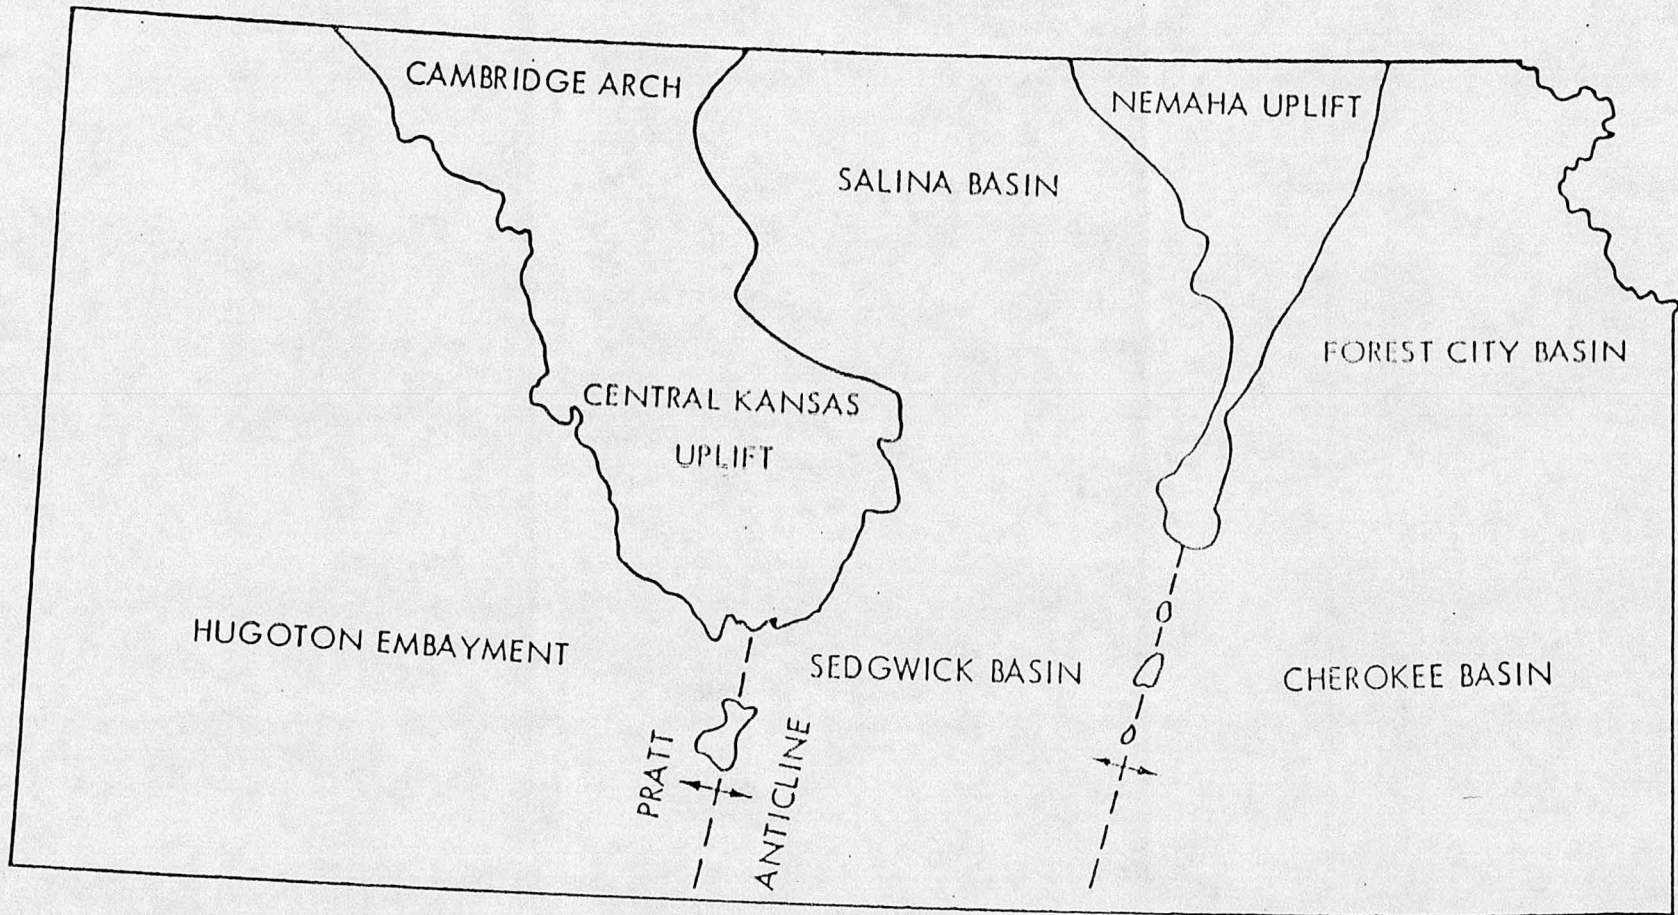 CAMBRIDGE ARCH
NEMAHA UPLIFT
SALINA BASIN
FOREST CITY BASIN
CENTRAL KANSAS
UPLIFT
HUGOTON EMBAYMENT
SEDGWICK BASIN
CHEROKEE BASIN
PRATT
ANTICLINE